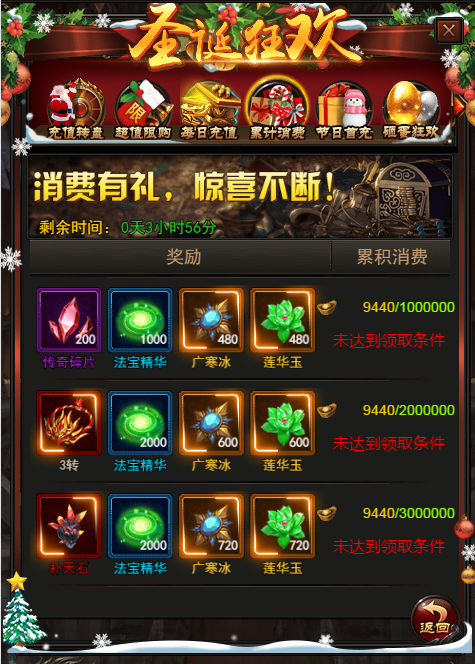 圣诞狂欢
充值转盘 超值限购 每日充值 累计消费 节日首充 砸蛋狂欢
限
消费有礼，惊喜不断！
剩余时间： 0天3小时56分
奖励 累积消费
200 1000 480 480 9440/1000000
传奇碎片 法宝精华 广寒冰 莲华玉 未达到领取条件
2000 600 600 9440/2000000
3转 法宝精华 广寒冰 莲华玉 未达到领取条件
2000 720 720 9440/3000000
补天石 法宝精华 广寒冰 莲华玉 未达到领取条件
返回